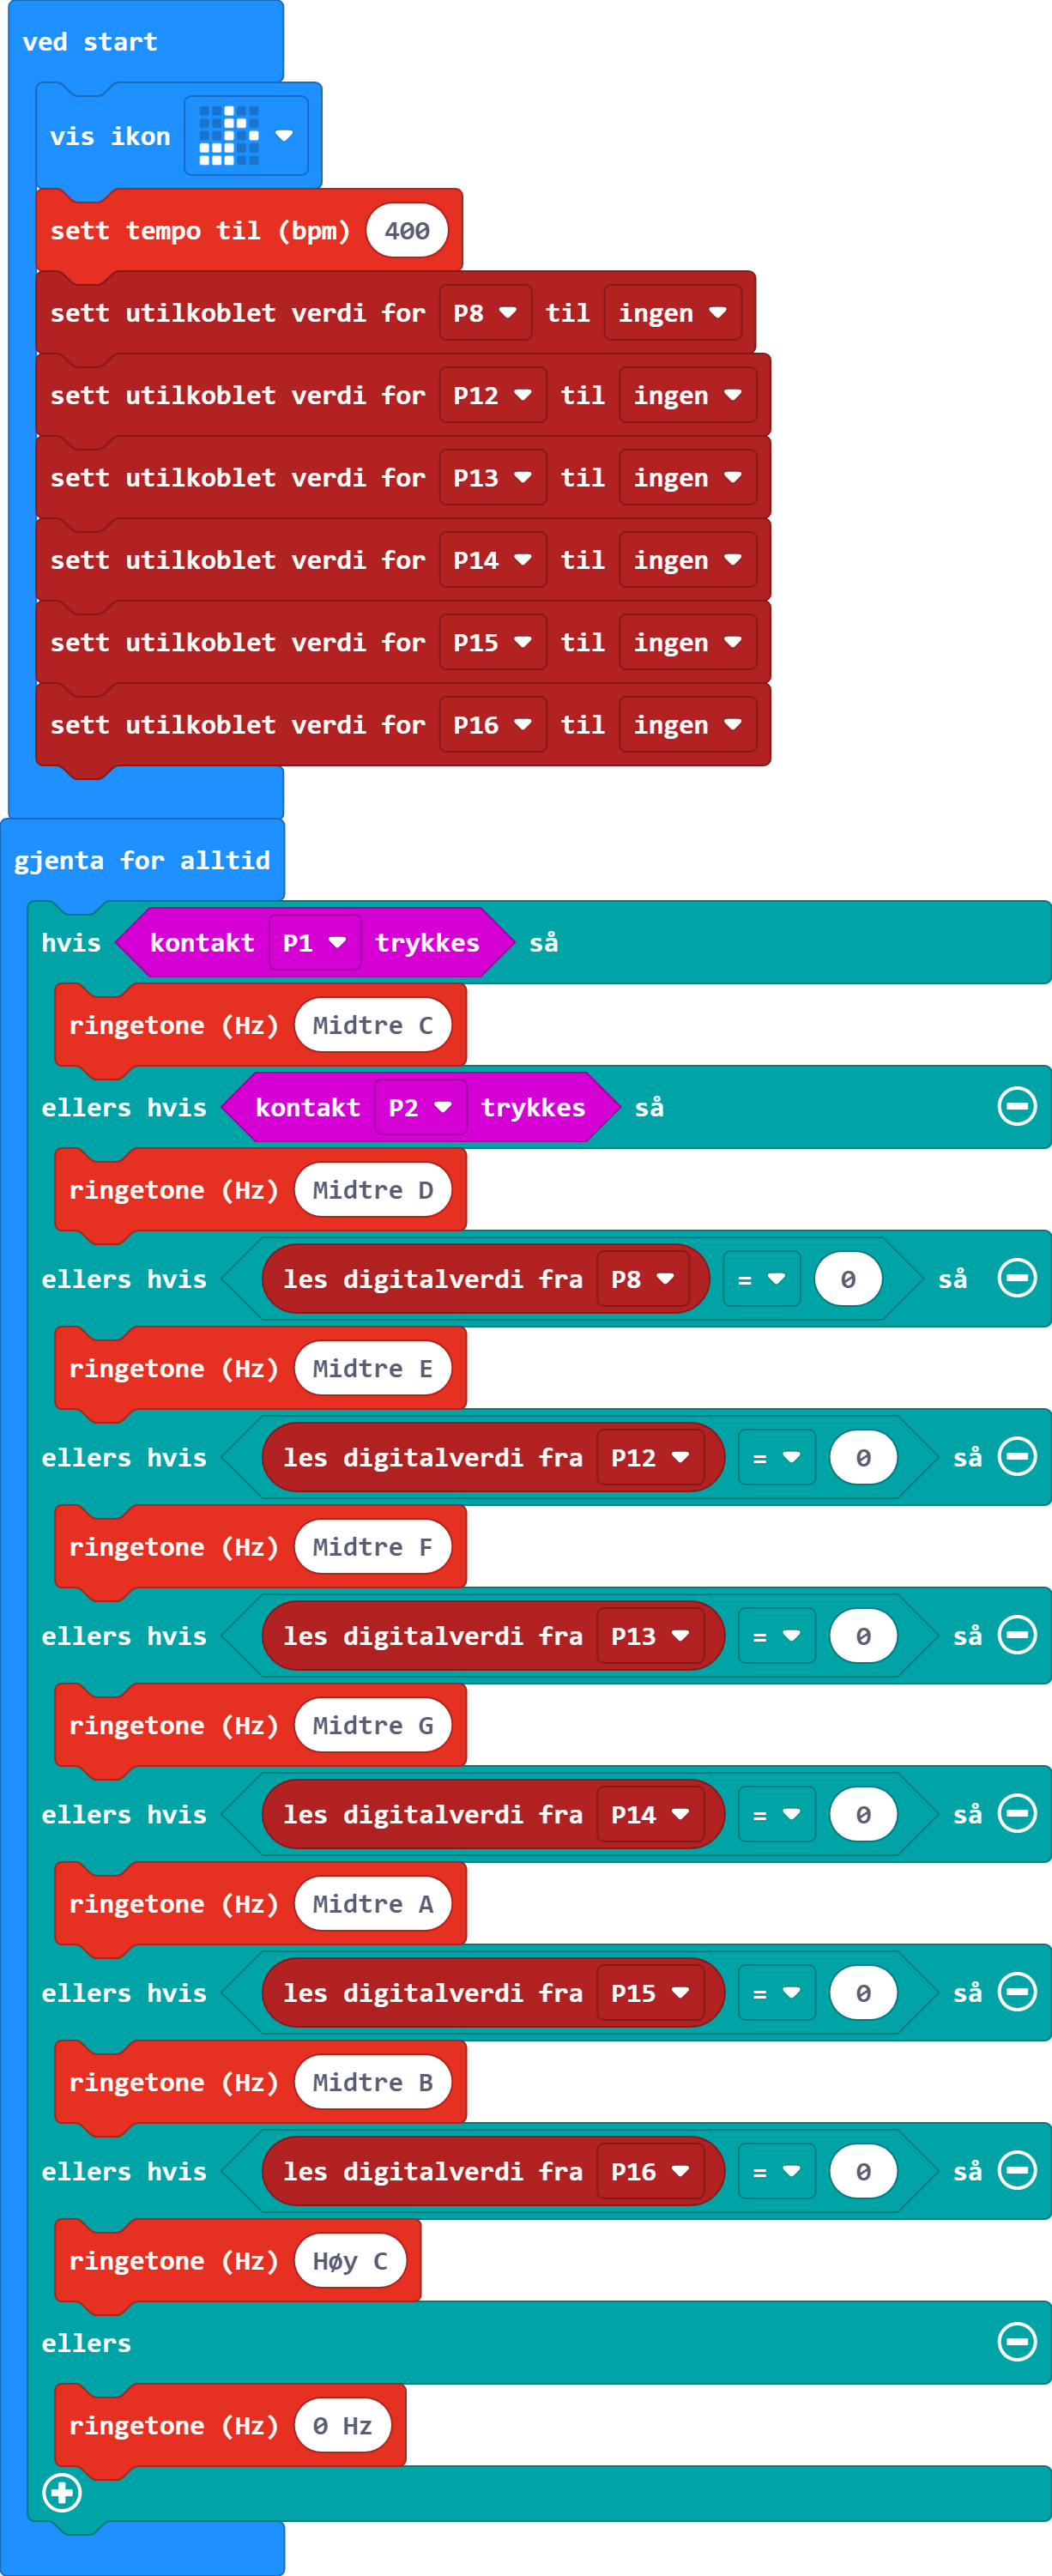 ved start
vis ikon
sett tempo til (bpm) 400
sett utilkoblet verdi for P8 til ingen
sett utilkoblet verdi for P12 til ingen
sett utilkoblet verdi for P13 til ingen
sett utilkoblet verdi for P14 til ingen
sett utilkoblet verdi for P15 til ingen
sett utilkoblet verdi for P16 til ingen
gjenta for alltid
hvis kontakt P1 trykkes så
ringetone (Hz) Midtre C
ellers hvis kontakt P2 trykkes så
ringetone (Hz) Midtre D
ellers hvis les digitalverdi fra P8 = 0 så
ringetone (Hz) Midtre E
ellers hvis les digitalverdi fra P12 = 0 så
ringetone (Hz) Midtre F
ellers hvis les digitalverdi fra P13 = 0 så
ringetone (Hz) Midtre G
ellers hvis les digitalverdi fra P14 = 0 så
ringetone (Hz) Midtre A
ellers hvis les digitalverdi fra P15 = 0 så
ringetone (Hz) Midtre B
ellers hvis les digitalverdi fra P16 = 0 så
ringetone (Hz) Høy C
ellers
ringetone (Hz) 0 Hz